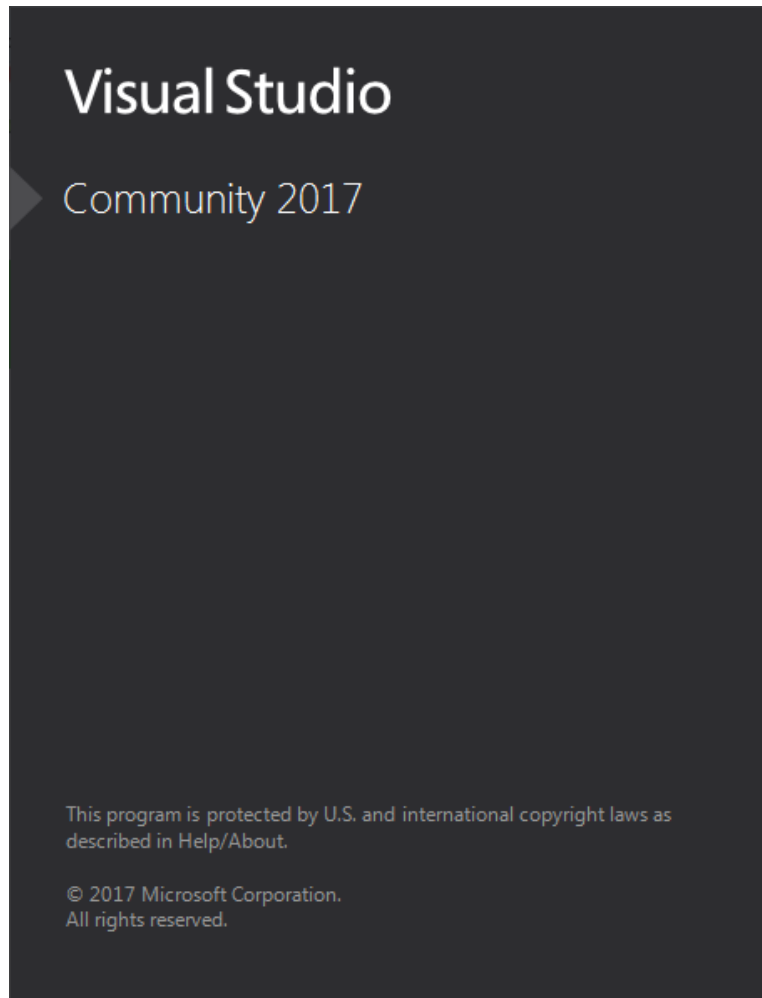 Visual Studio
Community 2017
This program is protected by U.S. and international copyright laws as
described in Help/About.
© 2017 Microsoft Corporation.
All rights reserved.